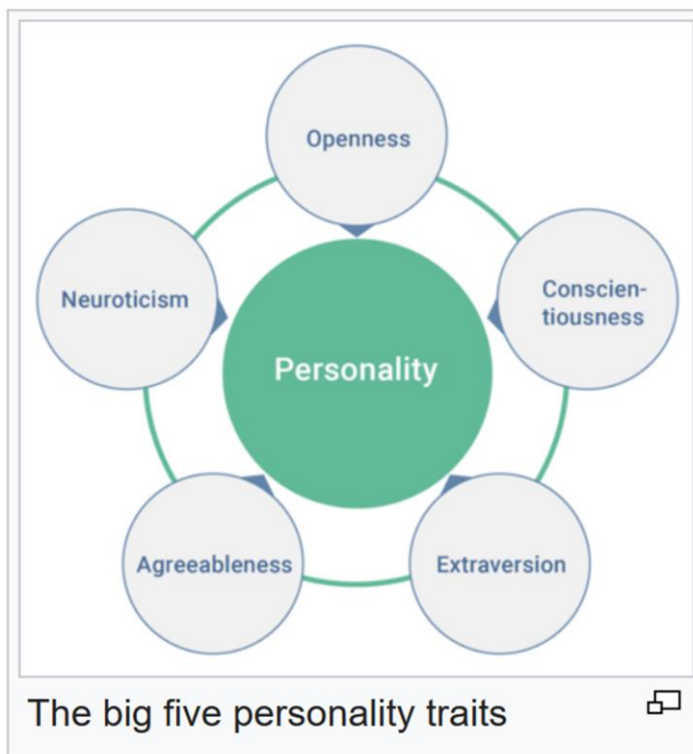 Openness
Neuroticism
Conscien-
tiousness
Personality
Agreeableness
Extraversion
The big five personality traits